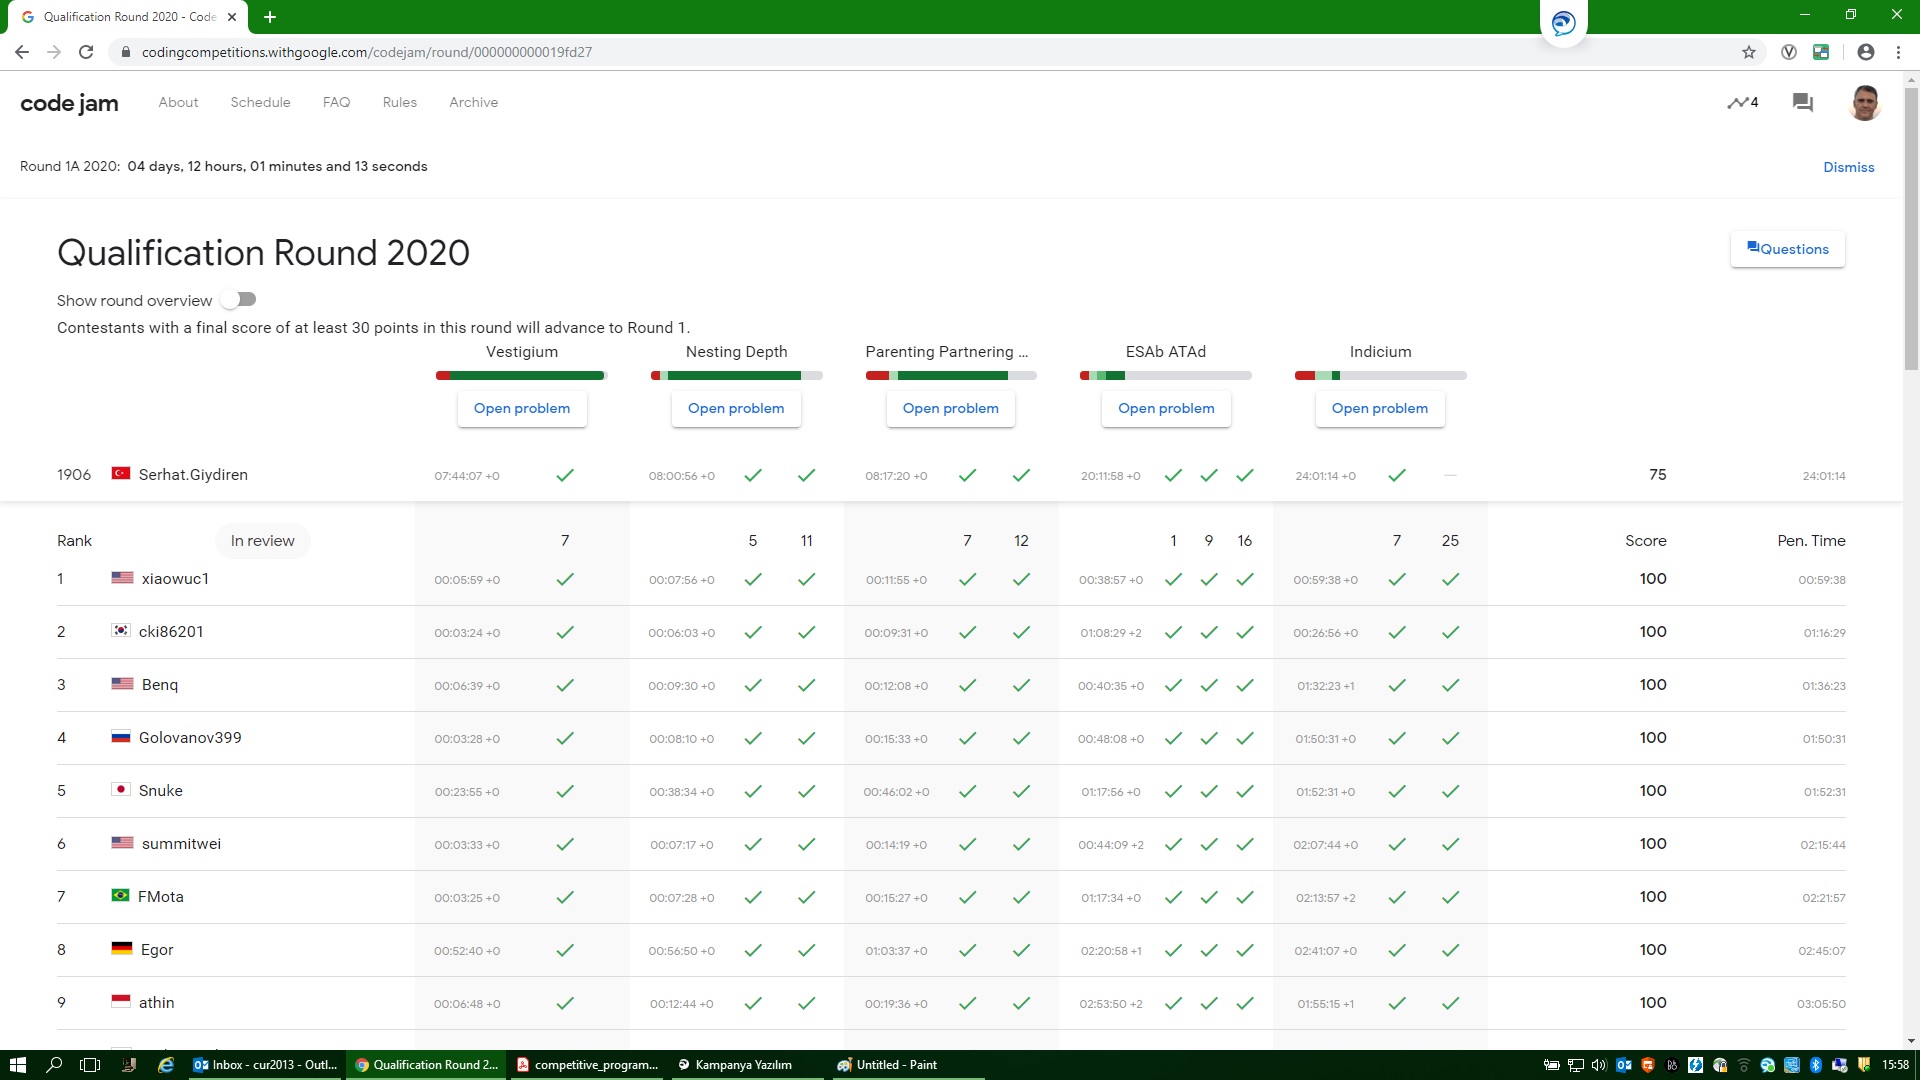 Qualification Round 2020 - Code
codingcompetitions.withgoogle.com/codejam/round/000000000019fd27
code jam About Schedule FAQ Rules Archive 4
Round 1A 2020: 04 days, 12 hours, 01 minutes and 13 seconds Dismiss
Qualification Round 2020 Questions
Show round overview
Contestants with a final score of at least 30 points in this round will advance to Round 1.
Vestigium Nesting Depth Parenting Partnering ... ESAb ATAd Indicium
Open problem Open problem Open problem Open problem Open problem
1906 Serhat.Giydiren 07:44:07 +0 08:00:56 +0 08:17:20 +0 20:11:58 +0 24:01:14 +0 75 24:01:14
Rank In review 7 5 11 7 12 1 9 16 7 25 Score Pen. Time
1 xiaowuc1 00:05:59 +0 00:07:56 +0 00:11:55 +0 00:38:57 +0 00:59:38 +0 100 00:59:38
2 cki86201 00:03:24 +0 00:06:03 +0 00:09:31 +0 01:08:29 +2 00:26:56 +0 100 01:16:29
3 Benq 00:06:39 +0 00:09:30 +0 00:12:08 +0 00:40:35 +0 01:32:23 +1 100 01:36:23
4 Golovanov399 00:03:28 +0 00:08:10 +0 00:15:33 +0 00:48:08 +0 01:50:31 +0 100 01:50:31
5 Snuke 00:23:55 +0 00:38:34 +0 00:46:02 +0 01:17:56 +0 01:52:31 +0 100 01:52:31
6 summitwei 00:03:33 +0 00:07:17 +0 00:14:19 +0 00:44:09 +2 02:07:44 +0 100 02:15:44
7 FMota 00:03:25 +0 00:07:28 +0 00:15:27 +0 01:17:34 +0 02:13:57 +2 100 02:21:57
8 Egor 00:52:40 +0 00:56:50 +0 01:03:37 +0 02:20:58 +1 02:41:07 +0 100 02:45:07
9 athin 00:06:48 +0 00:12:44 +0 00:19:36 +0 02:53:50 +2 01:55:15 +1 100 03:05:50
Inbox - cur2013 - Outl... Qualification Round 2... competitive_program... Kampanya Yazılım Untitled - Paint 15:58